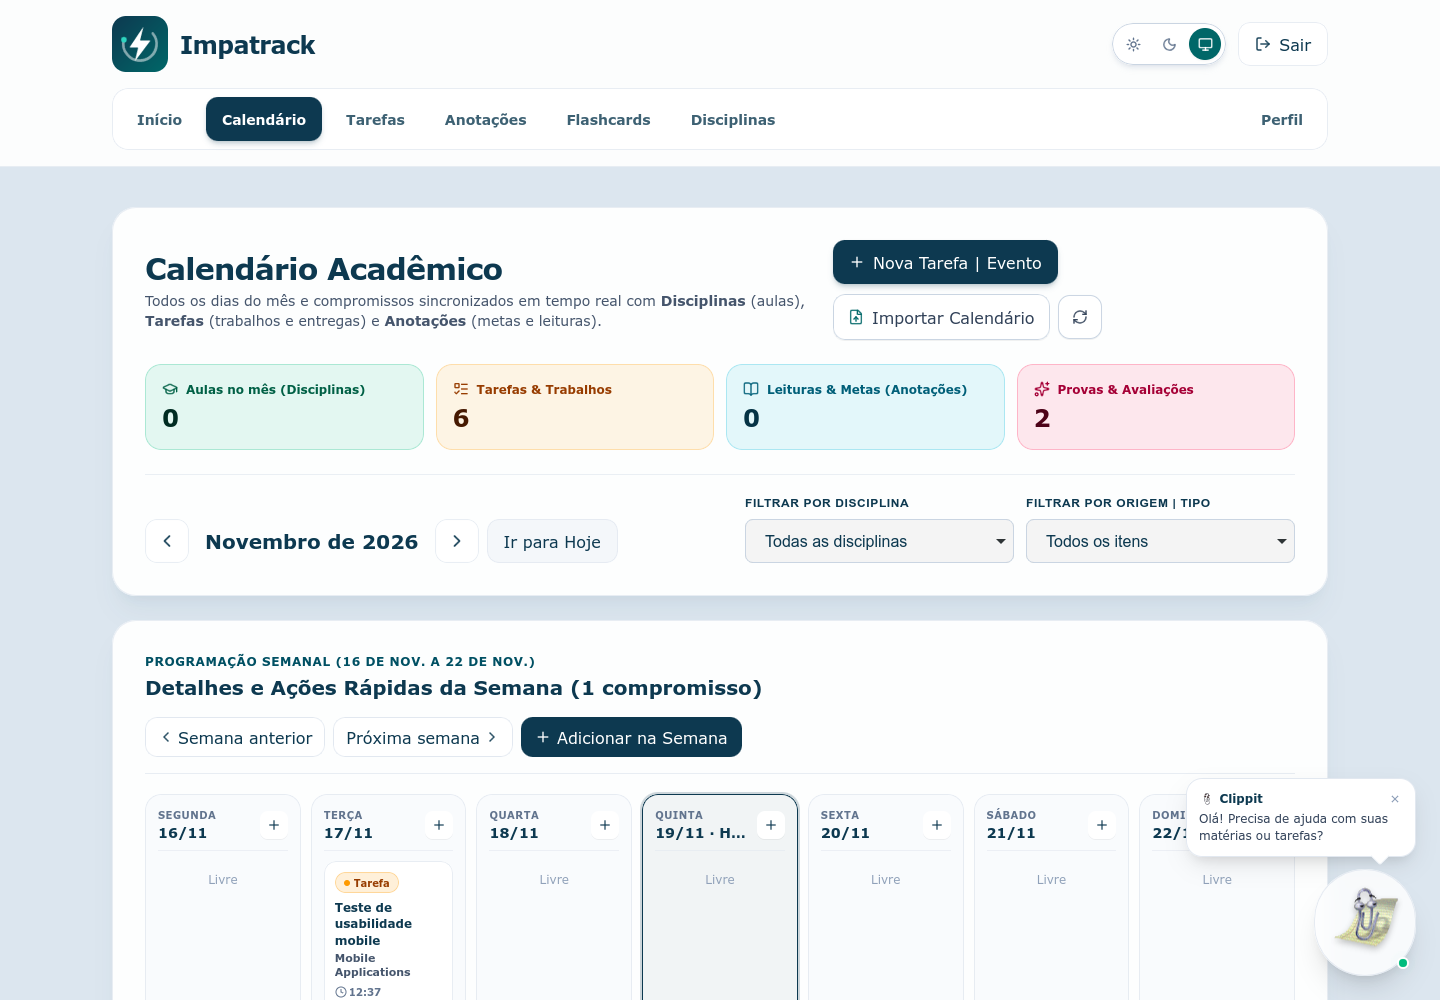 Impatrack
Sair
Início
Calendário
Tarefas
Anotações
Flashcards
Disciplinas
Perfil
Calendário Acadêmico
Todos os dias do mês e compromissos sincronizados em tempo real com Disciplinas (aulas),
Tarefas (trabalhos e entregas) e Anotações (metas e leituras).
Nova Tarefa | Evento
Importar Calendário
Aulas no mês (Disciplinas)
0
Tarefas & Trabalhos
6
Leituras & Metas (Anotações)
0
Provas & Avaliações
2
Novembro de 2026
Ir para Hoje
FILTRAR POR DISCIPLINA
Todas as disciplinas
FILTRAR POR ORIGEM | TIPO
Todos os itens
PROGRAMAÇÃO SEMANAL (16 DE NOV. A 22 DE NOV.)
Detalhes e Ações Rápidas da Semana (1 compromisso)
Semana anterior
Próxima semana
Adicionar na Semana
SEGUNDA
16/11
Livre
TERÇA
17/11
Tarefa
Teste de
usabilidade
mobile
Mobile
Applications
12:37
QUARTA
18/11
Livre
QUINTA
19/11 · H...
Livre
SEXTA
20/11
Livre
SÁBADO
21/11
Livre
DOMI
22/1
Livre
Clippit
Olá! Precisa de ajuda com suas
matérias ou tarefas?